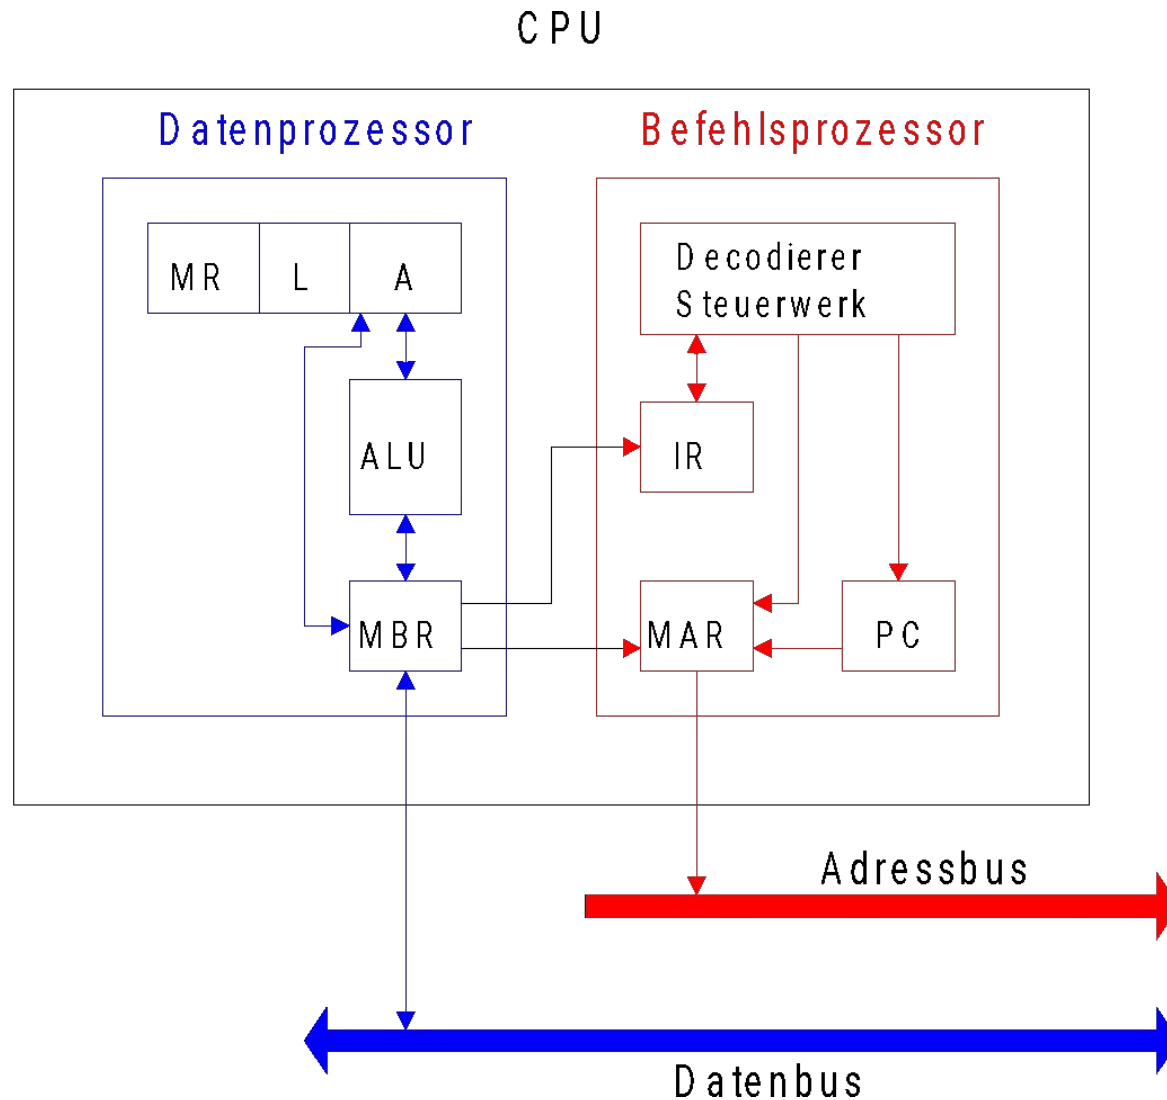 CPU
Datenprozessor
Befehlsprozessor
MR
L
A
Decodierer
Steuerwerk
ALU
IR
MBR
MAR
PC
Adressbus
Datenbus